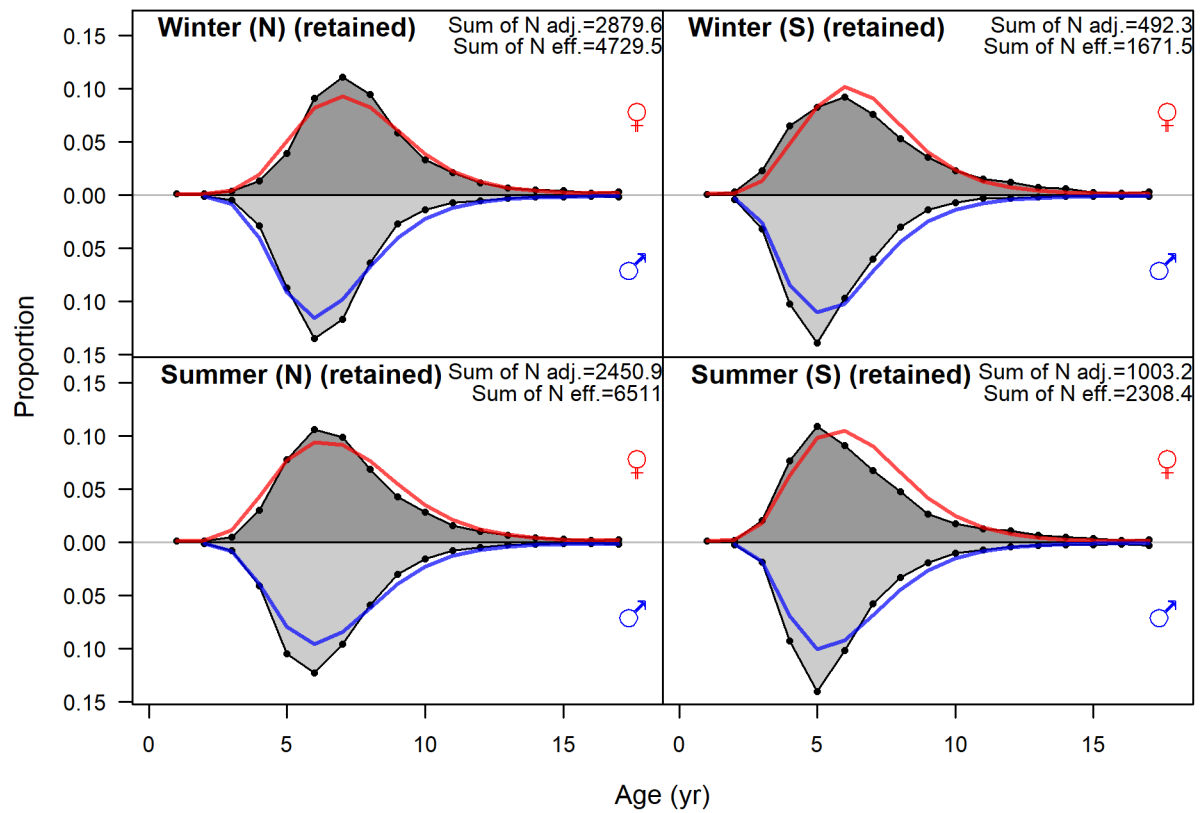 Winter (N) (retained)
Sum of N adj.=2879.6
Sum of N eff.=4729.5
Winter (S) (retained)
Sum of N adj.=492.3
Sum of N eff.=1671.5
0.15
0.10
0.05
0.00
0.05
0.10
0.15
♀
♂
♀
♂
Summer (N) (retained)
Sum of N adj.=2450.9
Sum of N eff.=6511
Summer (S) (retained)
Sum of N adj.=1003.2
Sum of N eff.=2308.4
0.15
0.10
0.05
0.00
0.05
0.10
0.15
♀
♂
♀
♂
Proportion
0 5 10 15
0 5 10 15
Age (yr)